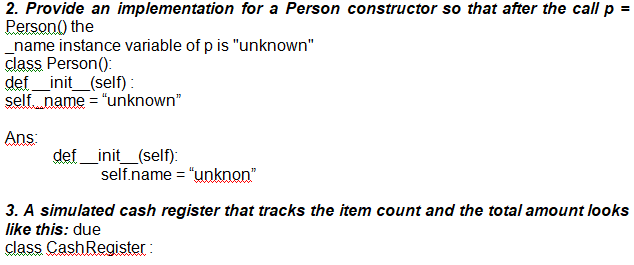 2. Provide an implementation for a Person constructor so that after the call p =
Person() the
_name instance variable of p is "unknown"
class Person():
def __init__(self) :
self._name = “unknown”
Ans:
def __init__(self):
self.name = “unknon”
3. A simulated cash register that tracks the item count and the total amount looks
like this: due
class CashRegister :